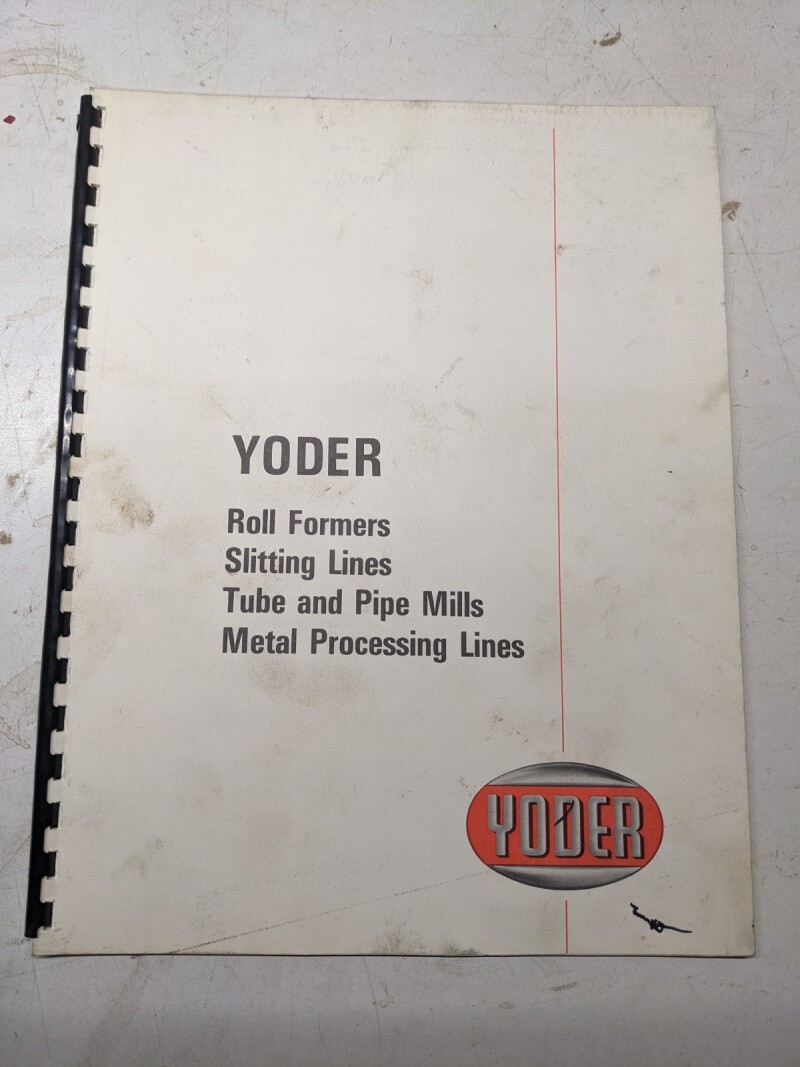 YODER
Roll Formers
Slitting Lines
Tube and Pipe Mills
Metal Processing Lines
YODER